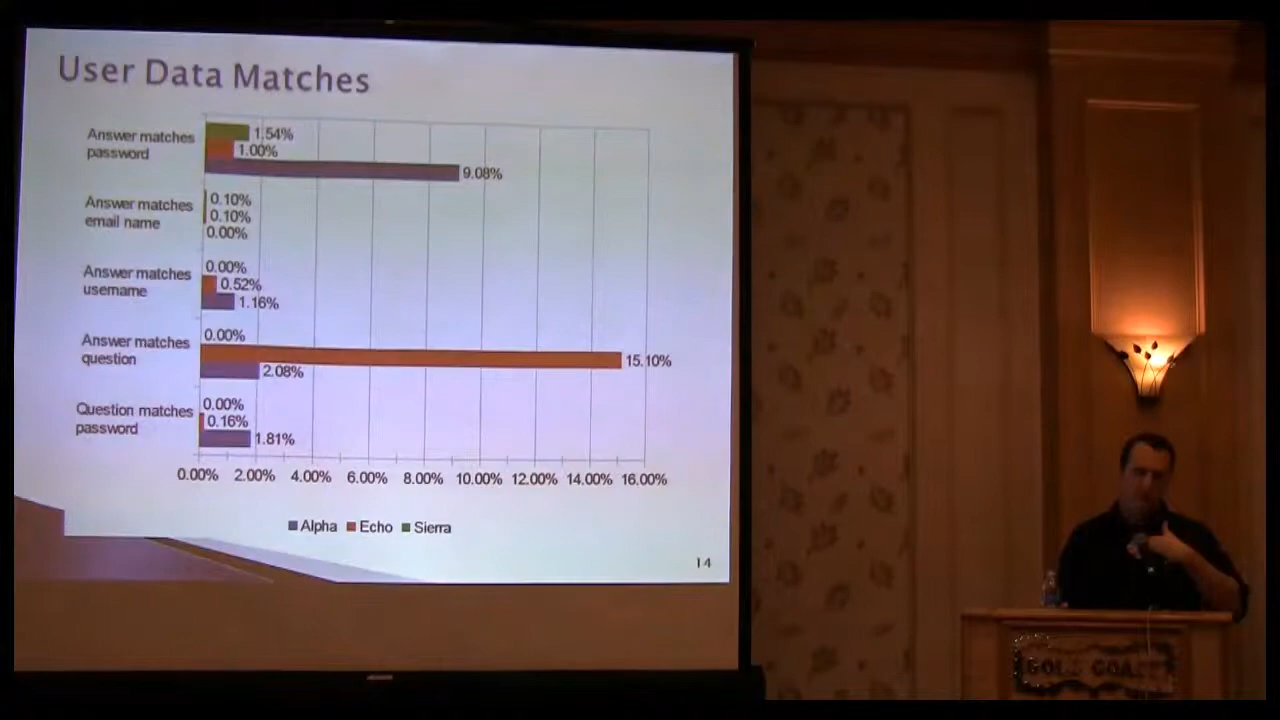 User Data Matches
Answer matches
password
1.54%
1.00%
9.08%
Answer matches
email name
0.10%
0.10%
0.00%
Answer matches
username
0.00%
0.52%
1.16%
Answer matches
question
0.00%
15.10%
2.08%
Question matches
password
0.00%
0.16%
1.81%
0.00% 2.00% 4.00% 6.00% 8.00% 10.00% 12.00% 14.00% 16.00%
Alpha Echo Sierra
14
GOLD COAST